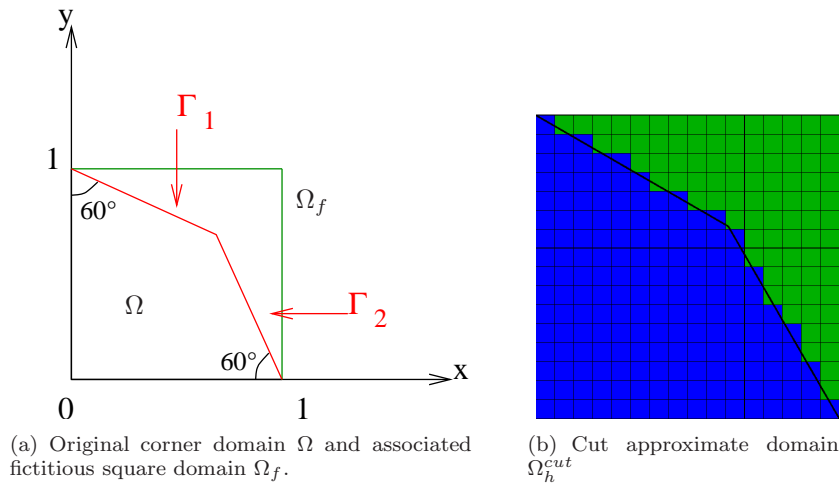 y
Γ 1
1
Ω_f
60°
Ω
Γ 2
60°
x
0
1
(a) Original corner domain Ω and associated
fictitious square domain Ω_f.
(b) Cut approximate domain
Ω_h^{cut}